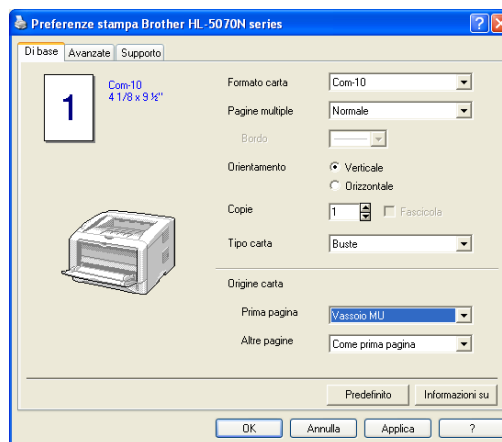 Preferenze stampa Brother HL-5070N series
Di base Avanzate Supporto
1
Com-10
4 1/8 x 9 ½"
Formato carta Com-10
Pagine multiple Normale
Bordo
Orientamento Verticale
Orizzontale
Copie 1 Fascicola
Tipo carta Buste
Origine carta
Prima pagina Vassoio MU
Altre pagine Come prima pagina
Predefinito Informazioni su
OK Annulla Applica ?